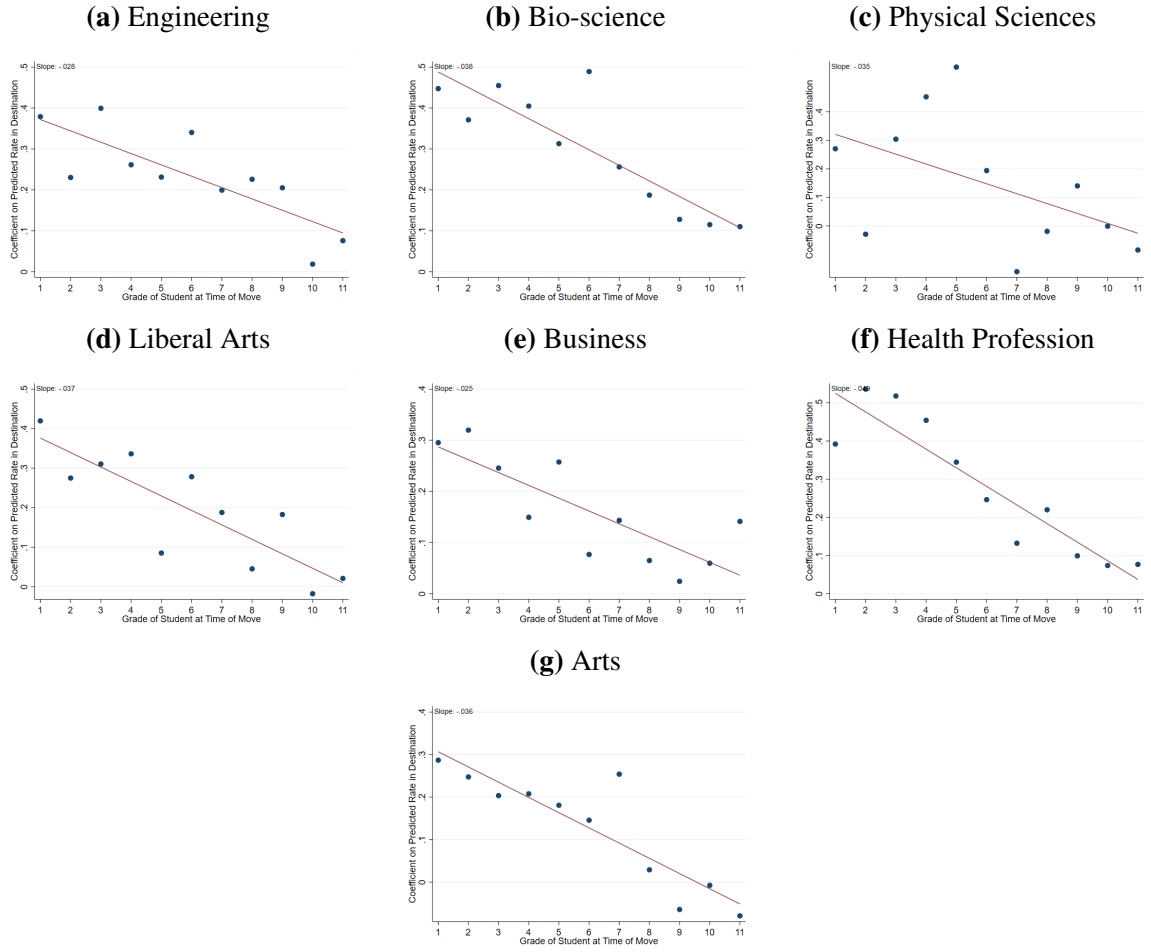 (a) Engineering
(b) Bio-science
(c) Physical Sciences
Slope: -.028
Coefficient on Predicted Rate in Destination
.5
.4
.3
.2
.1
0
1 2 3 4 5 6 7 8 9 10 11
Grade of Student at Time of Move
Slope: -.038
Coefficient on Predicted Rate in Destination
.5
.4
.3
.2
.1
0
1 2 3 4 5 6 7 8 9 10 11
Grade of Student at Time of Move
Slope: -.035
Coefficient on Predicted Rate in Destination
.4
.3
.2
.1
0
1 2 3 4 5 6 7 8 9 10 11
Grade of Student at Time of Move
(d) Liberal Arts
(e) Business
(f) Health Profession
Slope: -.037
Coefficient on Predicted Rate in Destination
.5
.4
.3
.2
.1
0
1 2 3 4 5 6 7 8 9 10 11
Grade of Student at Time of Move
Slope: -.025
Coefficient on Predicted Rate in Destination
.4
.3
.2
.1
0
1 2 3 4 5 6 7 8 9 10 11
Grade of Student at Time of Move
Slope:
Coefficient on Predicted Rate in Destination
.5
.4
.3
.2
.1
0
1 2 3 4 5 6 7 8 9 10 11
Grade of Student at Time of Move
(g) Arts
Slope: -.036
Coefficient on Predicted Rate in Destination
.4
.3
.2
.1
0
1 2 3 4 5 6 7 8 9 10 11
Grade of Student at Time of Move